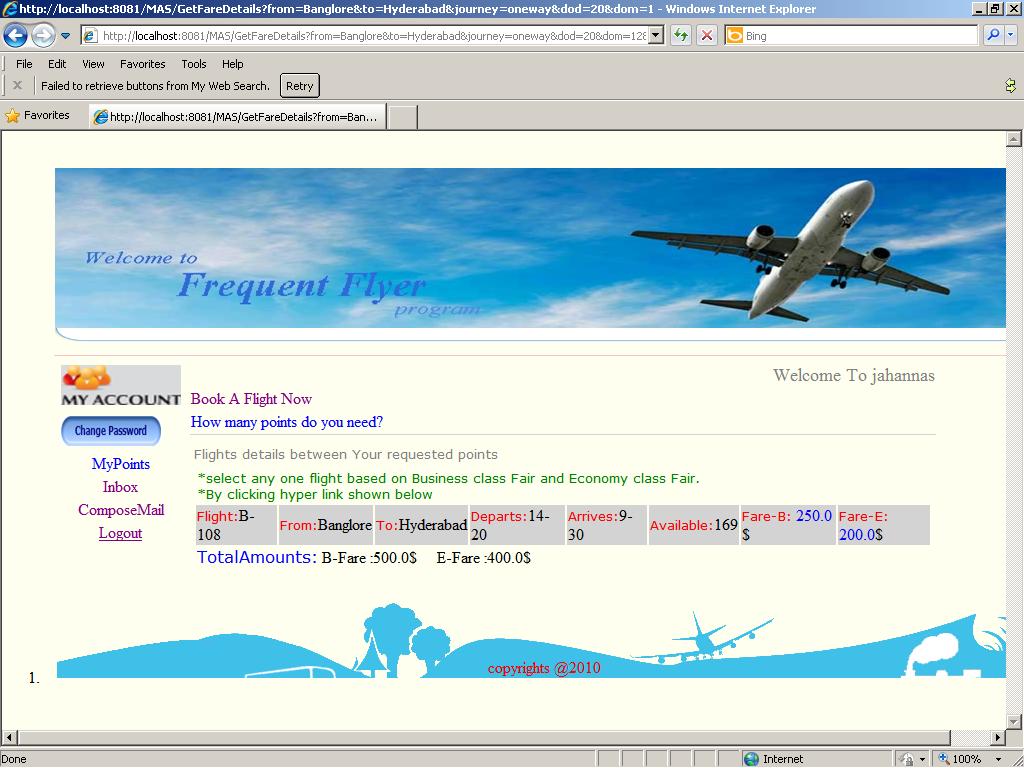 http://localhost:8081/MAS/GetFareDetails?from=Banglore&to=Hyderabad&journey=oneway&dod=20&dom=1 - Windows Internet Explorer
http://localhost:8081/MAS/GetFareDetails?from=Banglore&to=Hyderabad&journey=oneway&dod=20&dom=12& Bing
File Edit View Favorites Tools Help
Failed to retrieve buttons from My Web Search. Retry
Favorites http://localhost:8081/MAS/GetFareDetails?from=Ban...
Welcome to
Frequent Flyer
program
Welcome To jahannas
MY ACCOUNT
Book A Flight Now
Change Password
How many points do you need?
MyPoints
Inbox
ComposeMail
Logout
Flights details between Your requested points
*select any one flight based on Business class Fair and Economy class Fair.
*By clicking hyper link shown below
Flight:B-108 From:Banglore To:Hyderabad Departs:14-20 Arrives:9-30 Available:169 Fare-B: 250.0 $ Fare-E: 200.0$
TotalAmounts: B-Fare :500.0$ E-Fare :400.0$
copyrights @2010
1.
Done Internet 100%